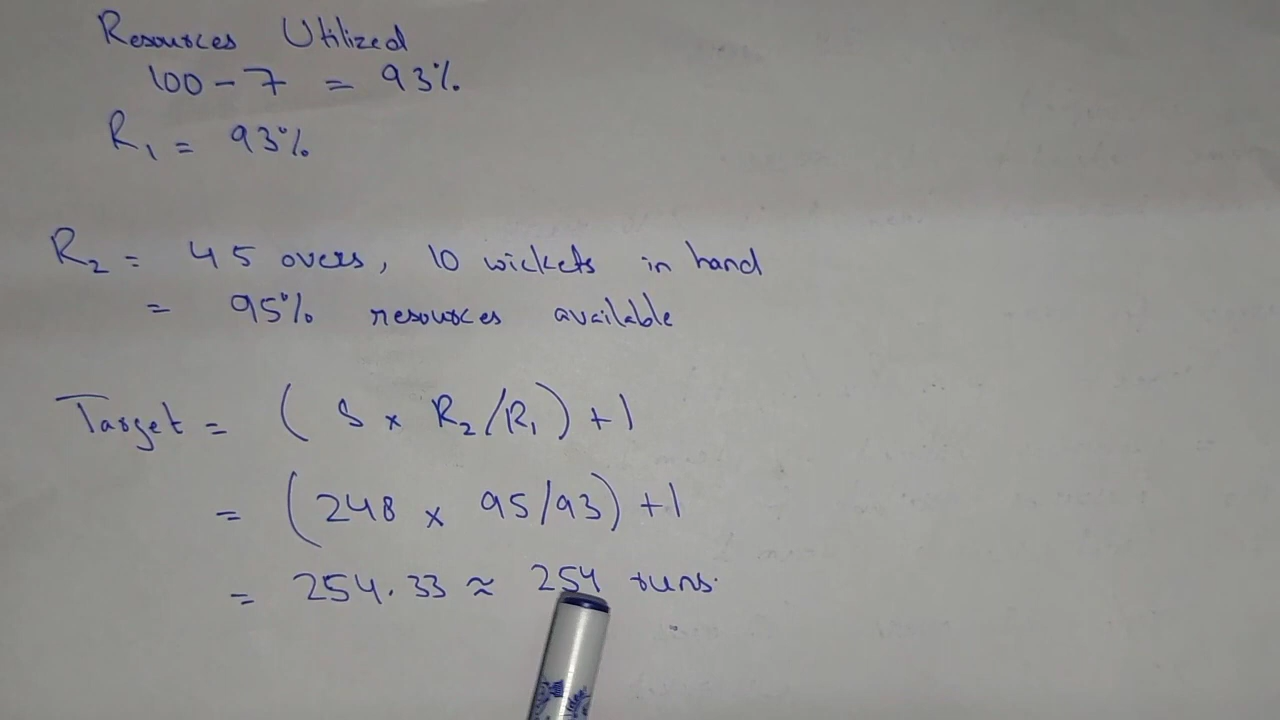 Resources Utilized
100 - 7 = 93%
R₁ = 93%
R₂ = 45 overs, 10 wickets in hand
= 95% resources available
Target = ( S × R₂/R₁ ) + 1
= ( 248 × 95/93 ) + 1
= 254.33 ≈ 254 runs.